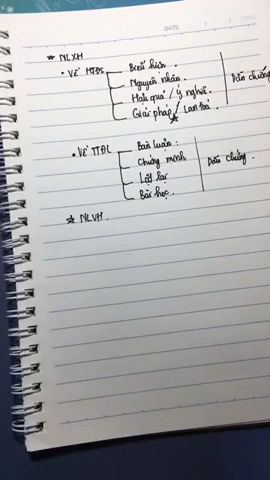 DATE
* NLXH
• Về HTĐS
Biểu hiện.
Nguyên nhân.
Hậu quả / Ý nghĩa.
Giải pháp / Lan tỏa.
Dẫn chứng
• Về TTĐL
Bàn luận.
Chứng minh
Lật lại
Bài học.
Dẫn chứng.
* NLVH.